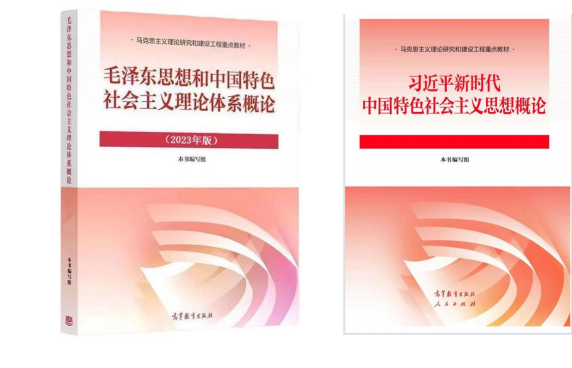 毛泽东思想和中国特色社会主义理论体系概论
本书编写组
·马克思主义理论研究和建设工程重点教材·
毛泽东思想和中国特色
社会主义理论体系概论
（2023年版）
本书编写组
高等教育出版社
·马克思主义理论研究和建设工程重点教材·
习近平新时代
中国特色社会主义思想概论
本书编写组
高等教育出版社
人民出版社